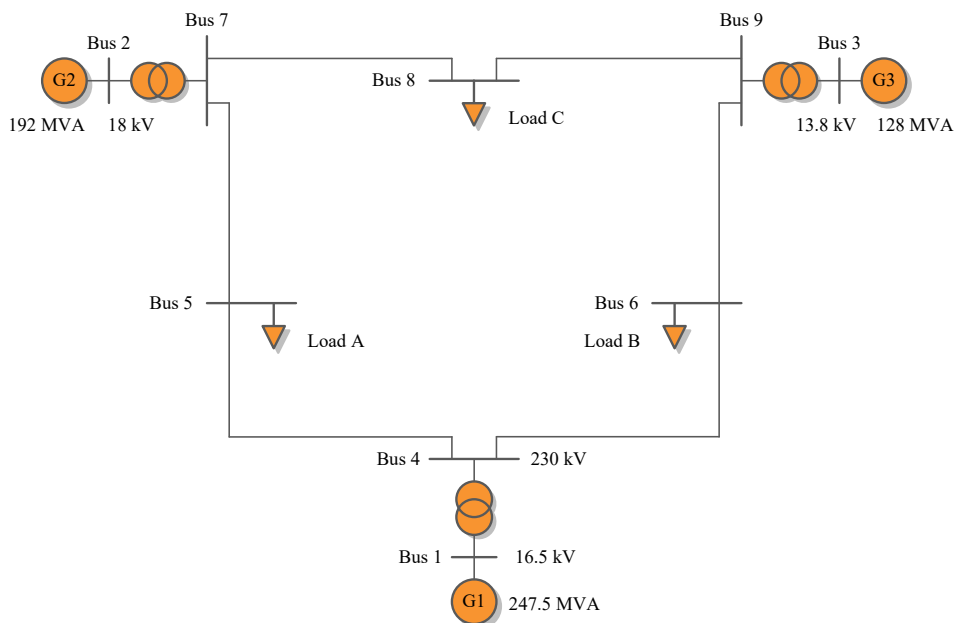 Bus 7
Bus 9
Bus 2
Bus 3
G2
Bus 8
G3
192 MVA
18 kV
Load C
13.8 kV
128 MVA
Bus 5
Bus 6
Load A
Load B
Bus 4
230 kV
Bus 1
16.5 kV
G1
247.5 MVA